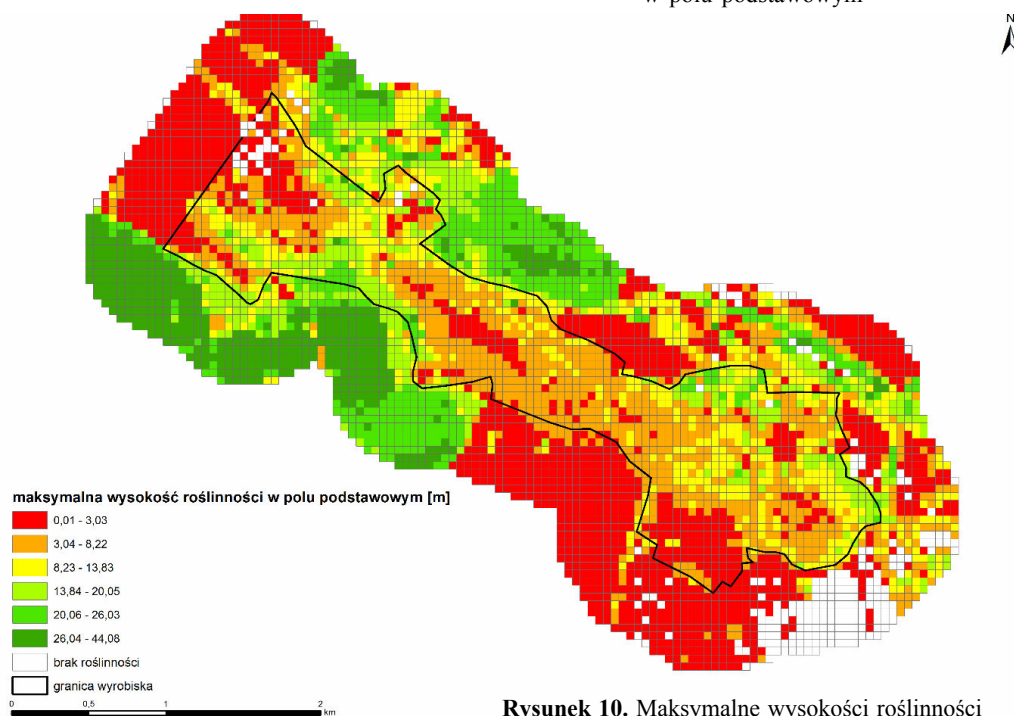 w polu podstawowym
N
maksymalna wysokość roślinności w polu podstawowym [m]
0,01 - 3,03
3,04 - 8,22
8,23 - 13,83
13,84 - 20,05
20,06 - 26,03
26,04 - 44,08
brak roślinności
granica wyrobiska
0 0,5 1 2
km
Rysunek 10. Maksymalne wysokości roślinności